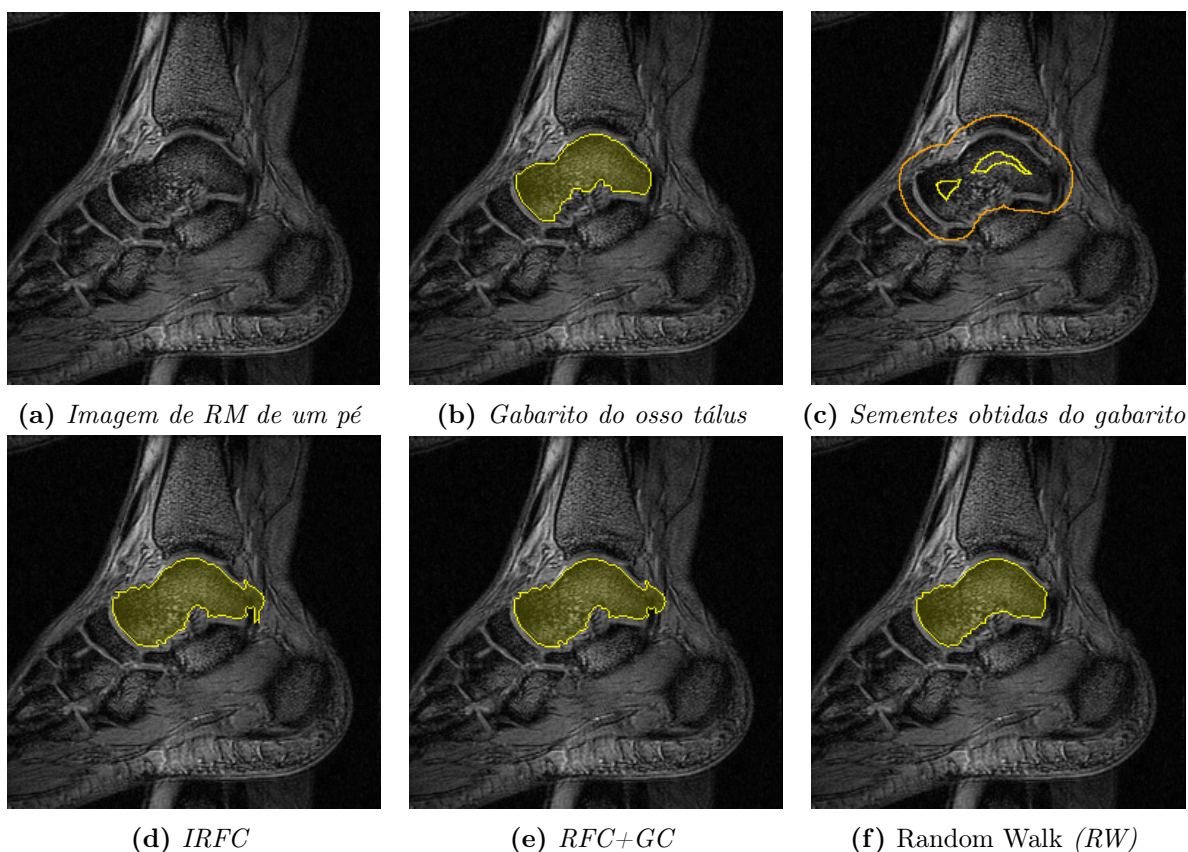 (a) Imagem de RM de um pé
(b) Gabarito do osso tálus
(c) Sementes obtidas do gabarito
(d) IRFC
(e) RFC+GC
(f) Random Walk (RW)